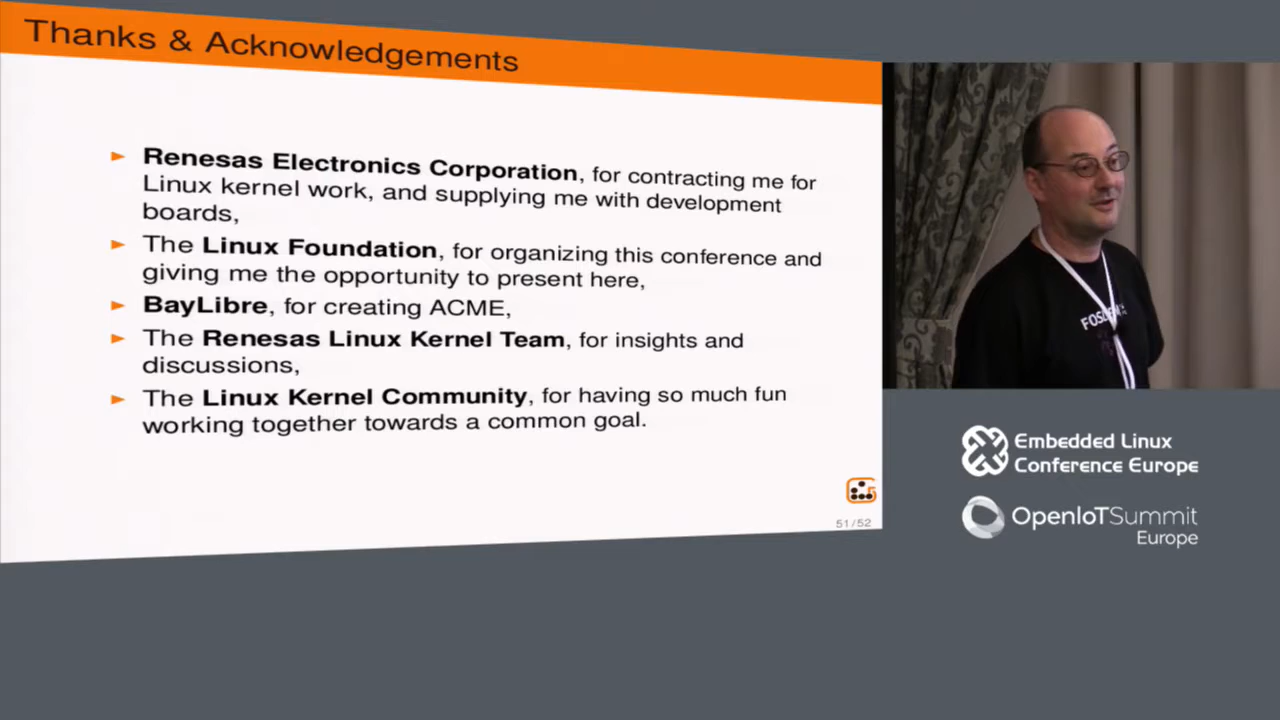 Thanks & Acknowledgements
Renesas Electronics Corporation, for contracting me for
Linux kernel work, and supplying me with development
boards,
The Linux Foundation, for organizing this conference and
giving me the opportunity to present here,
BayLibre, for creating ACME,
The Renesas Linux Kernel Team, for insights and
discussions,
The Linux Kernel Community, for having so much fun
working together towards a common goal.
51/52
Embedded Linux
Conference Europe
OpenIoTSummit
Europe